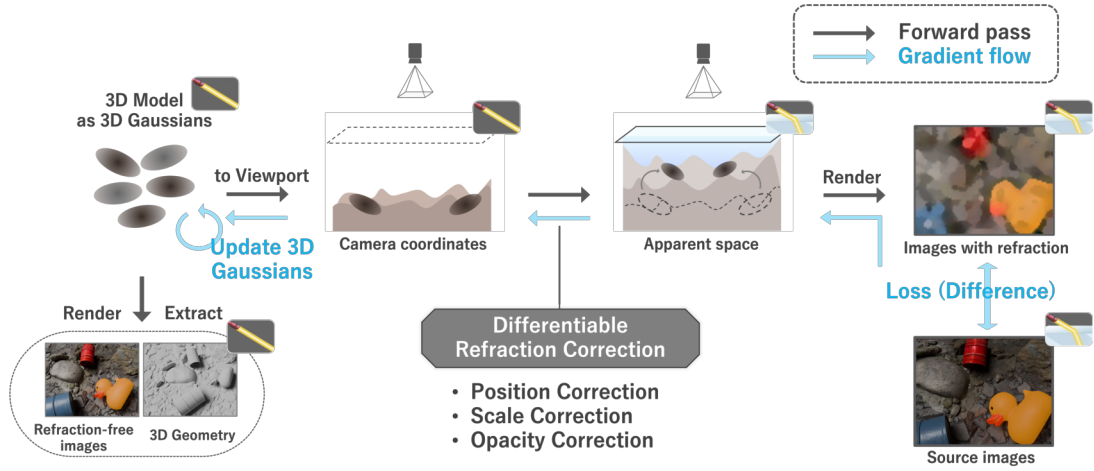 Forward pass
Gradient flow
3D Model
as 3D Gaussians
to Viewport
Update 3D
Gaussians
Camera coordinates
Apparent space
Render
Images with refraction
Loss (Difference)
Source images
Render
Extract
Refraction-free
images
3D Geometry
Differentiable
Refraction Correction
• Position Correction
• Scale Correction
• Opacity Correction